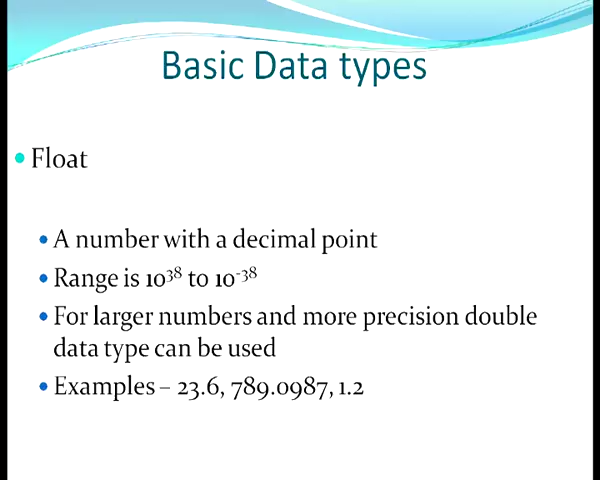 Basic Data types
• Float
• A number with a decimal point
• Range is 10³⁸ to 10⁻³⁸
• For larger numbers and more precision double
data type can be used
• Examples – 23.6, 789.0987, 1.2